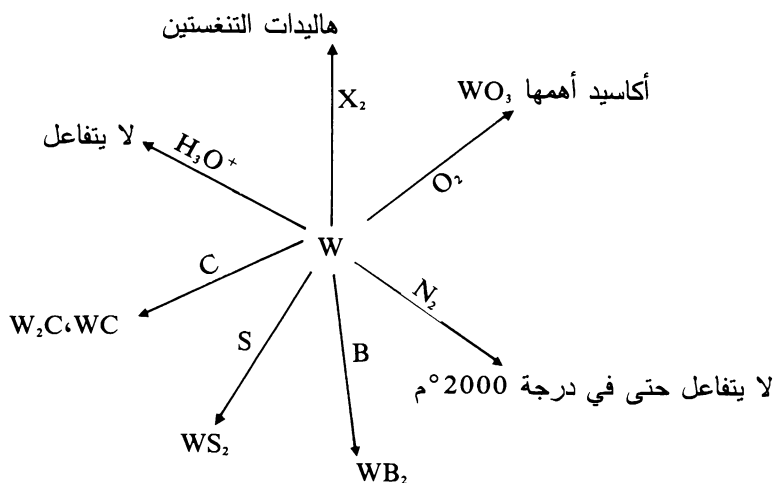 هاليدات التنغستين
X₂
أكاسيد أهمها WO₃
O₂
لا يتفاعل
H₃O⁺
W
C
W₂C،WC
S
WS₂
B
WB₂
N₂
لا يتفاعل حتى في درجة 2000°م